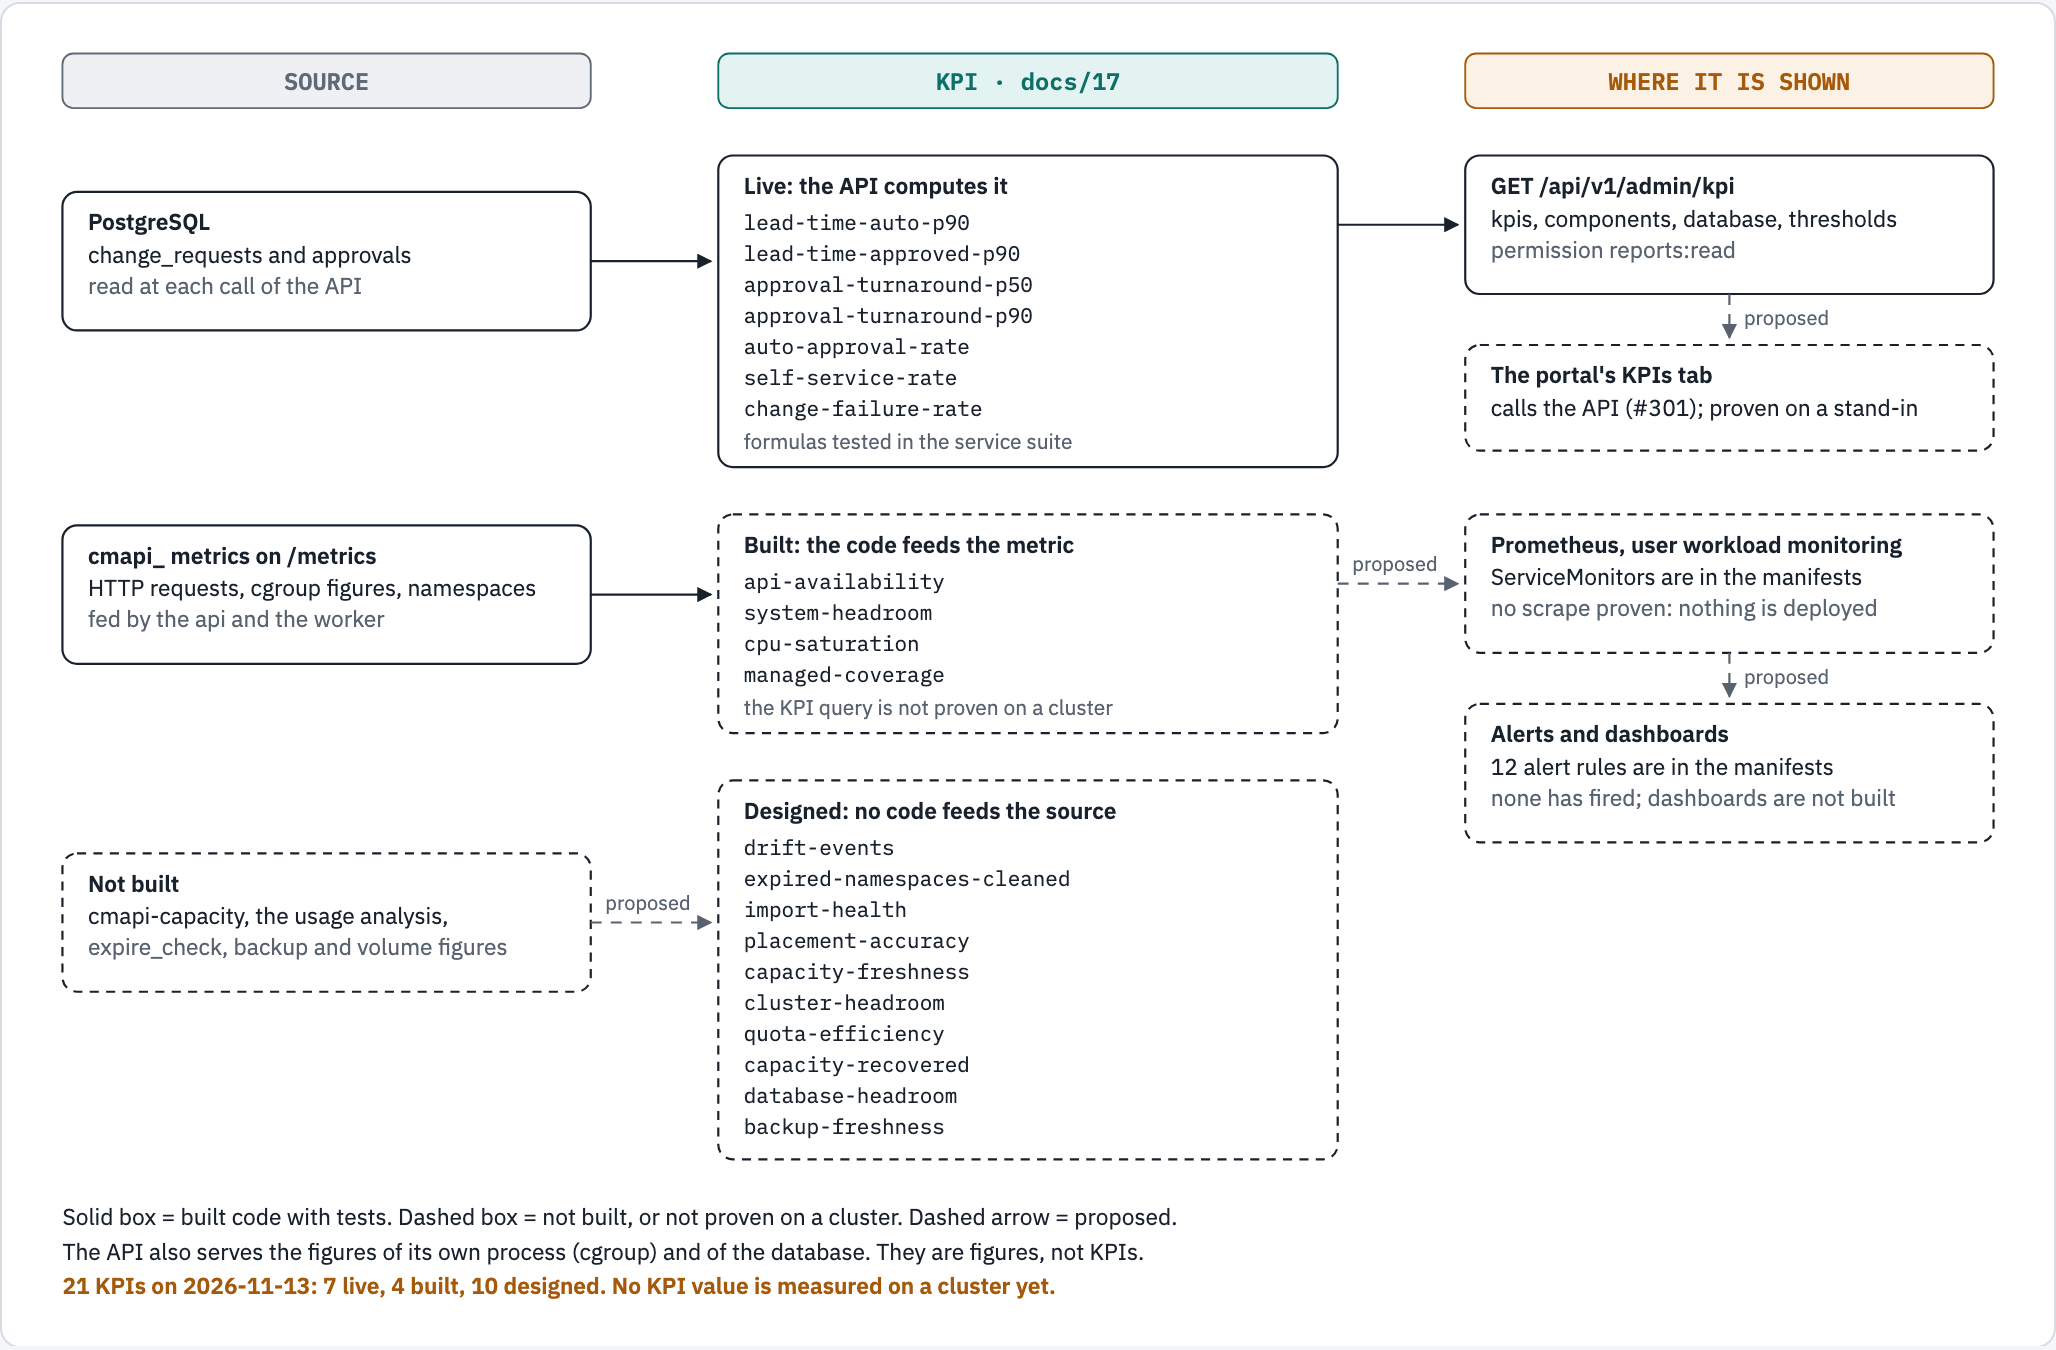 SOURCE
KPI · docs/17
WHERE IT IS SHOWN
PostgreSQL
change_requests and approvals
read at each call of the API
Live: the API computes it
lead-time-auto-p90
lead-time-approved-p90
approval-turnaround-p50
approval-turnaround-p90
auto-approval-rate
self-service-rate
change-failure-rate
formulas tested in the service suite
GET /api/v1/admin/kpi
kpis, components, database, thresholds
permission reports:read
proposed
The portal's KPIs tab
calls the API (#301); proven on a stand-in
cmapi_ metrics on /metrics
HTTP requests, cgroup figures, namespaces
fed by the api and the worker
Built: the code feeds the metric
api-availability
system-headroom
cpu-saturation
managed-coverage
the KPI query is not proven on a cluster
proposed
Prometheus, user workload monitoring
ServiceMonitors are in the manifests
no scrape proven: nothing is deployed
proposed
Alerts and dashboards
12 alert rules are in the manifests
none has fired; dashboards are not built
Not built
cmapi-capacity, the usage analysis,
expire_check, backup and volume figures
proposed
Designed: no code feeds the source
drift-events
expired-namespaces-cleaned
import-health
placement-accuracy
capacity-freshness
cluster-headroom
quota-efficiency
capacity-recovered
database-headroom
backup-freshness
Solid box = built code with tests. Dashed box = not built, or not proven on a cluster. Dashed arrow = proposed.
The API also serves the figures of its own process (cgroup) and of the database. They are figures, not KPIs.
21 KPIs on 2026-11-13: 7 live, 4 built, 10 designed. No KPI value is measured on a cluster yet.